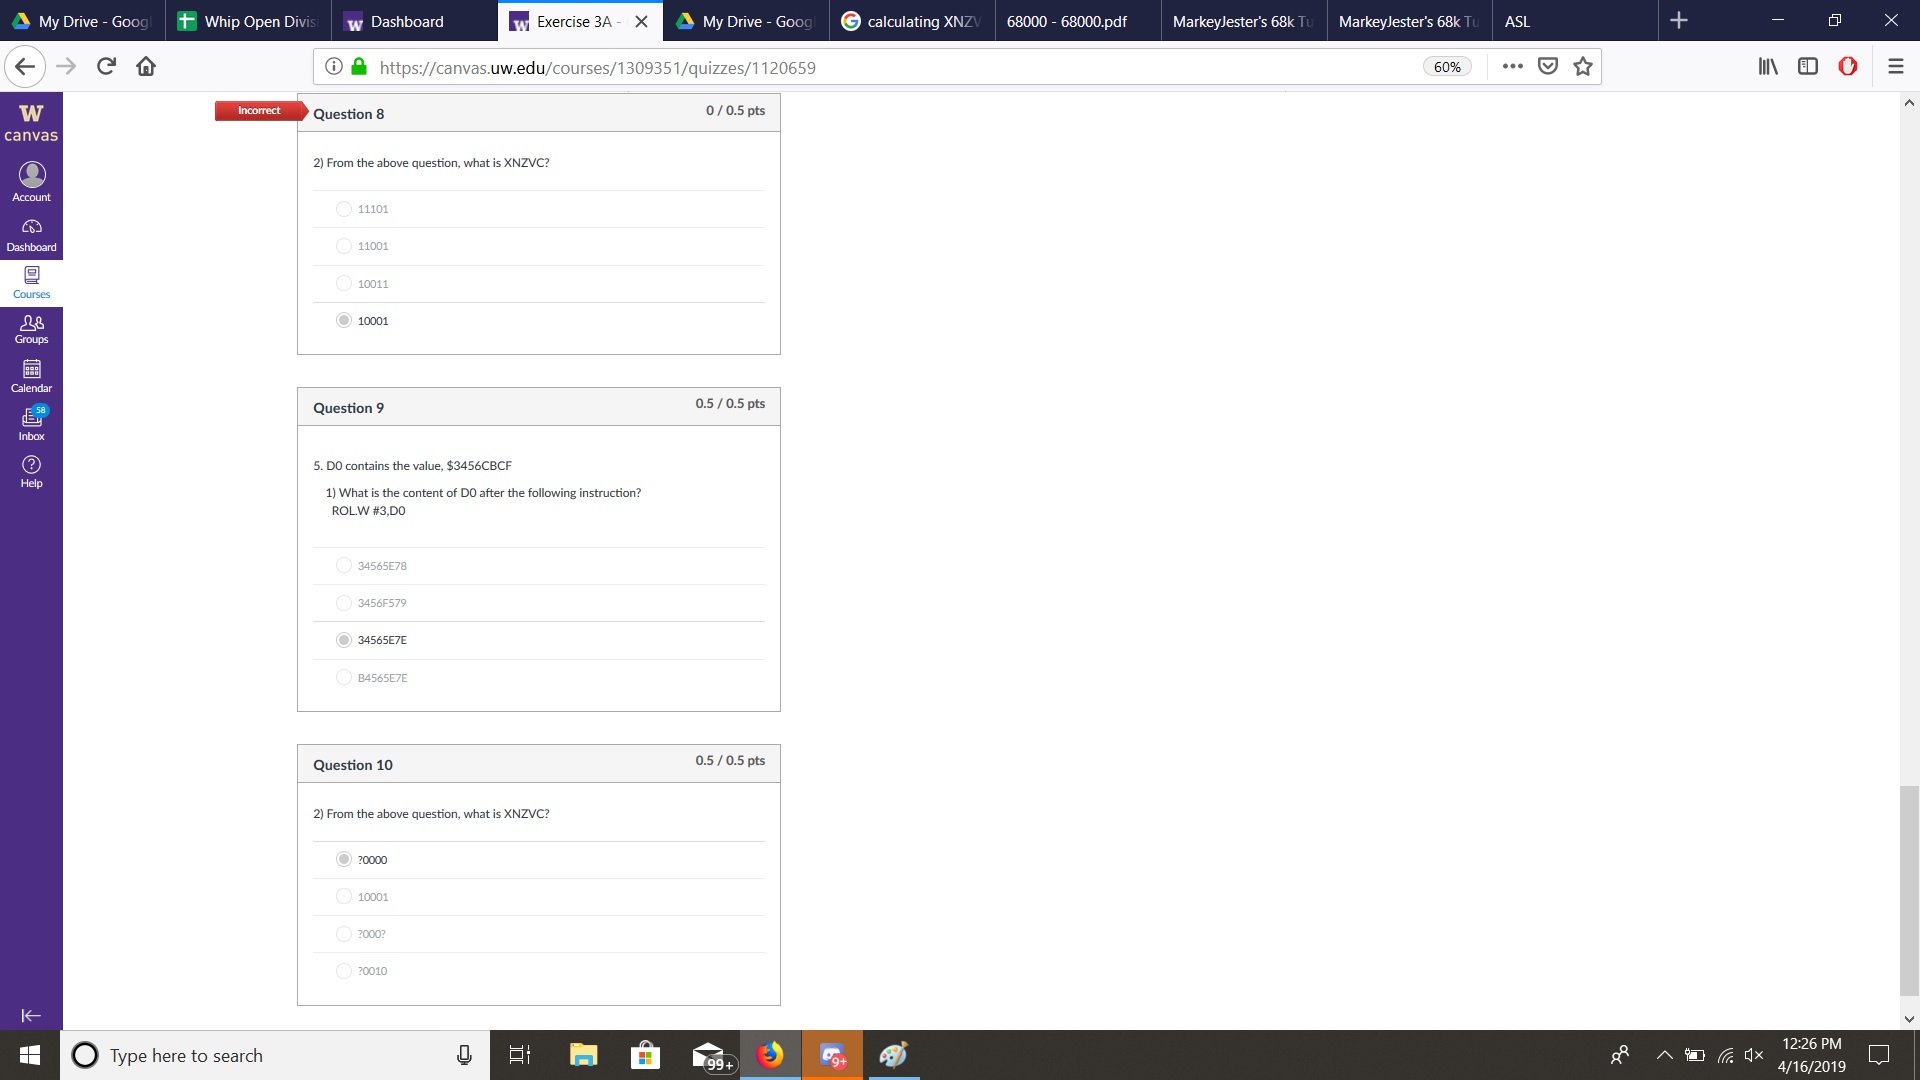 My Drive - Goog
Whip Open Divis
Dashboard
Exercise 3A -
My Drive - Goog
calculating XNZV
68000 - 68000.pdf
MarkeyJester's 68k Tu
MarkeyJester's 68k Tu
ASL
https://canvas.uw.edu/courses/1309351/quizzes/1120659
60%
W
canvas
Account
Dashboard
Courses
Groups
Calendar
58
Inbox
Help
Incorrect
Question 8
0 / 0.5 pts
2) From the above question, what is XNZVC?
11101
11001
10011
10001
Question 9
0.5 / 0.5 pts
5. D0 contains the value, $3456CBCF
1) What is the content of D0 after the following instruction?
ROL.W #3,D0
34565E78
3456F579
34565E7E
B4565E7E
Question 10
0.5 / 0.5 pts
2) From the above question, what is XNZVC?
?0000
10001
?000?
?0010
Type here to search
99+
9+
12:26 PM
4/16/2019